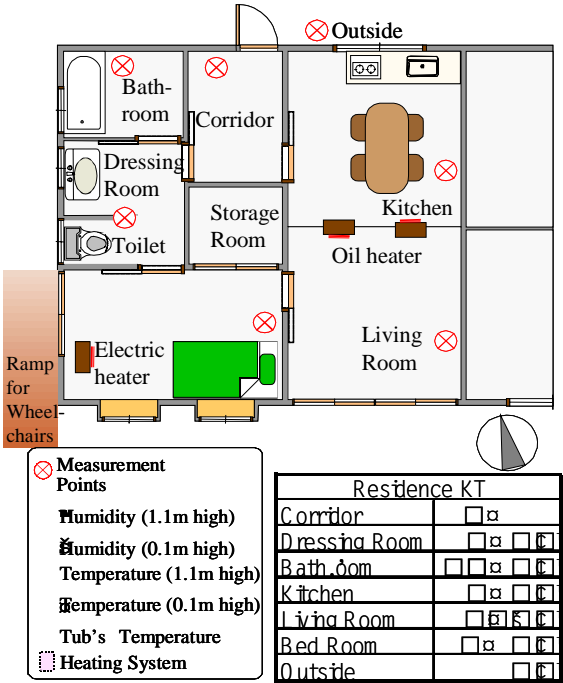 Outside
Bath-
room
Corridor
Dressing
Room
Kitchen
Storage
Room
Toilet
Oil heater
Living
Room
Electric
heater
Ramp
for
Wheel-
chairs
Measurement
Points
Humidity (1.1m high)
Humidity (0.1m high)
Temperature (1.1m high)
Temperature (0.1m high)
Tub's Temperature
Heating System
Residence KT
Corridor
Dressing Room
Kitchen
Living Room
Bed Room
Outside